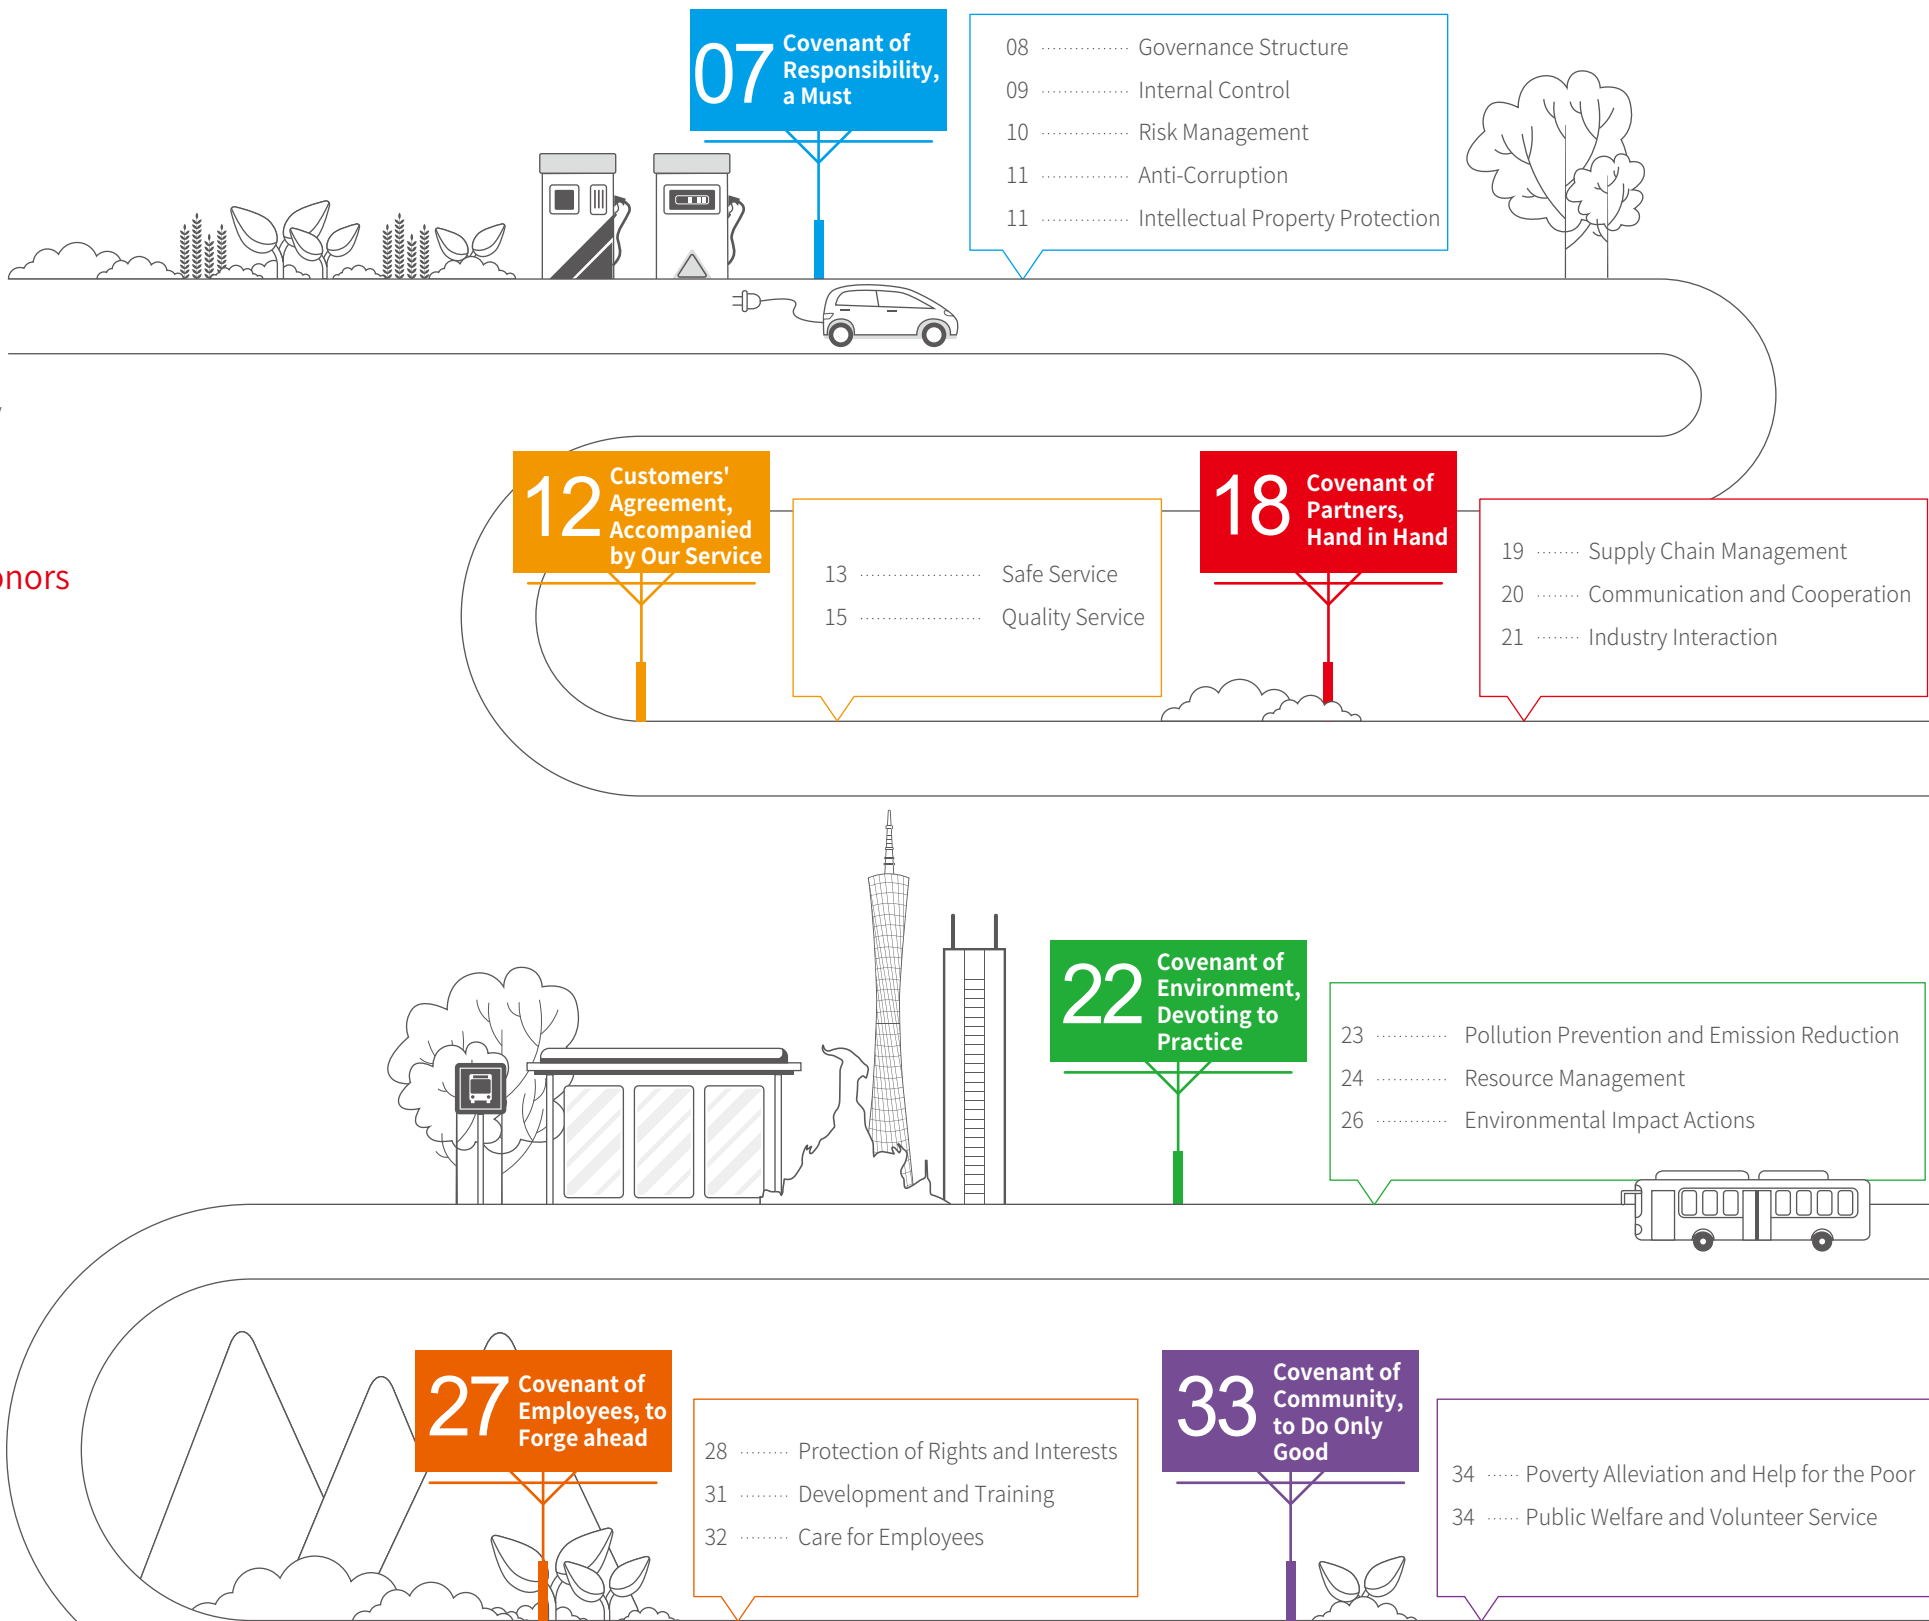 07
Covenant of
Responsibility,
a Must
08 Governance Structure
09 Internal Control
10 Risk Management
11 Anti-Corruption
11 Intellectual Property Protection
12
Customers'
Agreement,
Accompanied
by Our Service
13 Safe Service
15 Quality Service
18
Covenant of
Partners,
Hand in Hand
19 Supply Chain Management
20 Communication and Cooperation
21 Industry Interaction
22
Covenant of
Environment,
Devoting to
Practice
23 Pollution Prevention and Emission Reduction
24 Resource Management
26 Environmental Impact Actions
27
Covenant of
Employees, to
Forge ahead
28 Protection of Rights and Interests
31 Development and Training
32 Care for Employees
33
Covenant of
Community,
to Do Only
Good
34 Poverty Alleviation and Help for the Poor
34 Public Welfare and Volunteer Service